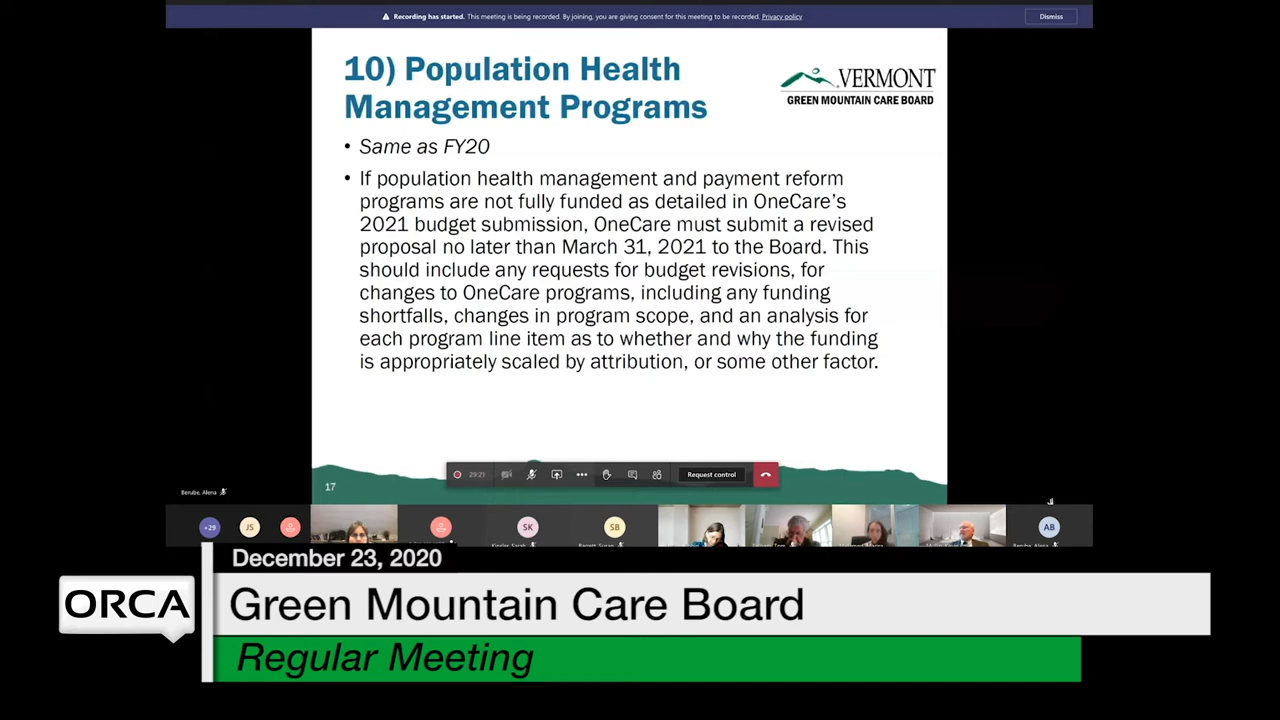 Recording has started. This meeting is being recorded. By joining, you are giving consent for this meeting to be recorded. Privacy policy
Dismiss
10) Population Health
Management Programs
VERMONT
GREEN MOUNTAIN CARE BOARD
• Same as FY20
• If population health management and payment reform
programs are not fully funded as detailed in OneCare's
2021 budget submission, OneCare must submit a revised
proposal no later than March 31, 2021 to the Board. This
should include any requests for budget revisions, for
changes to OneCare programs, including any funding
shortfalls, changes in program scope, and an analysis for
each program line item as to whether and why the funding
is appropriately scaled by attribution, or some other factor.
29:21
Request control
17
Berube, Alena
+29
JS
SK
SB
AB
December 23, 2020
ORCA
Green Mountain Care Board
Regular Meeting